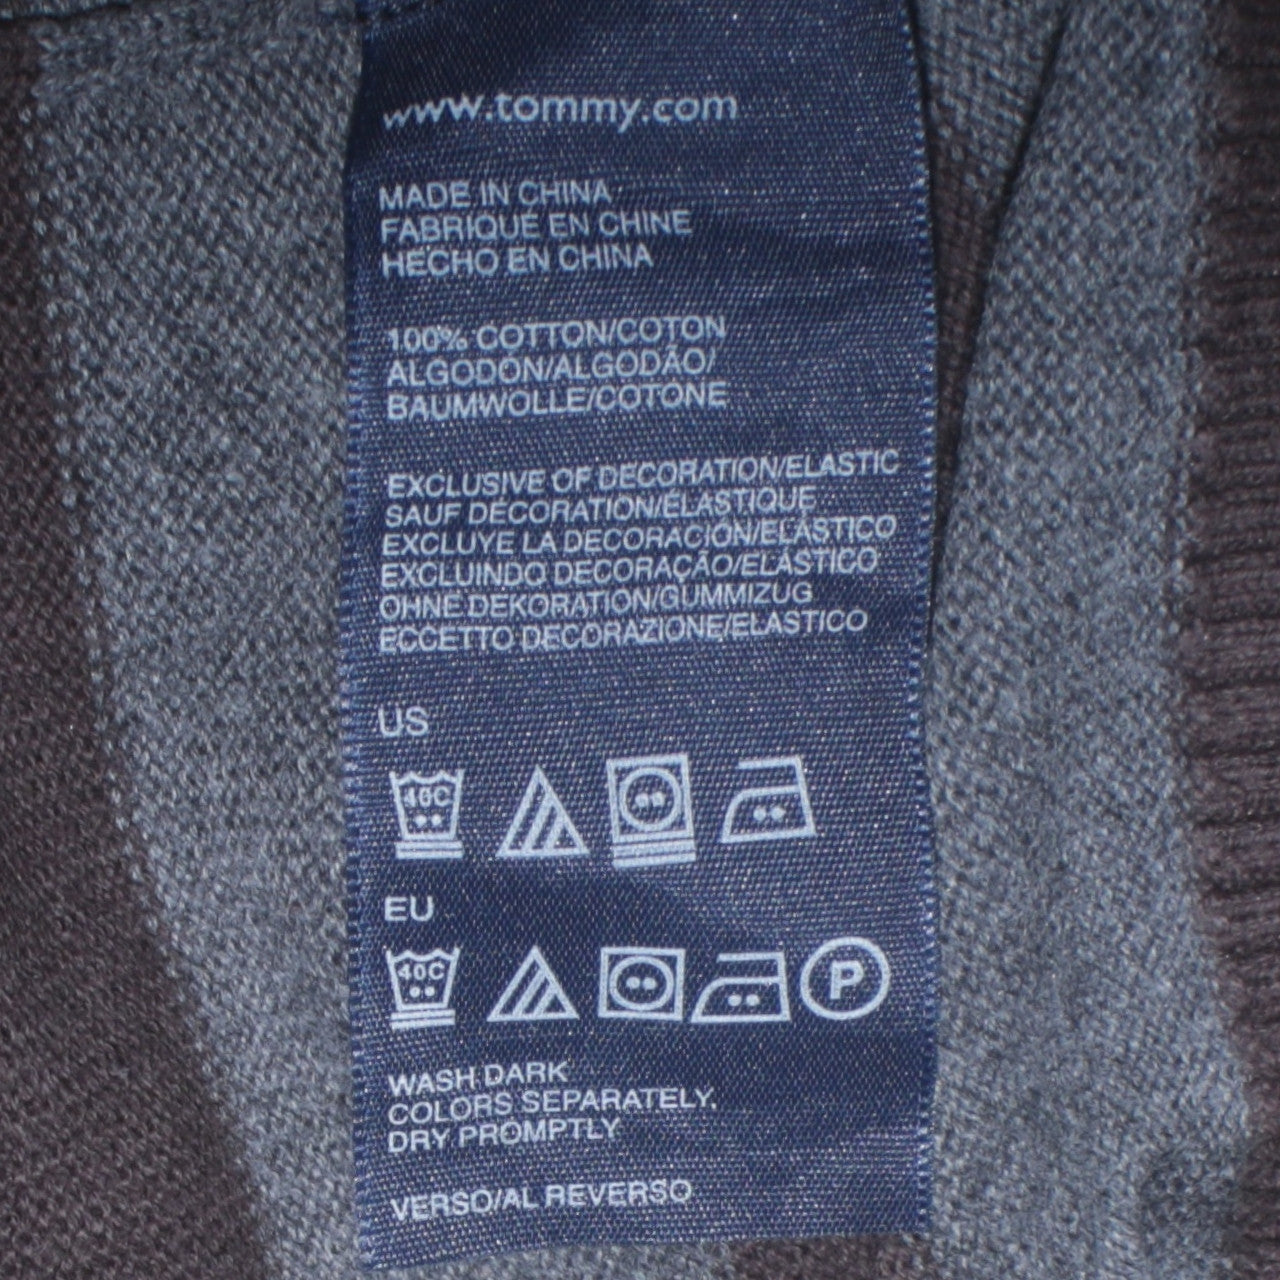 www.tommy.com
MADE IN CHINA
FABRIQUE EN CHINE
HECHO EN CHINA
100% COTTON/COTON
ALGODON/ALGODÃO/
BAUMWOLLE/COTONE
EXCLUSIVE OF DECORATION/ELASTIC
SAUF DECORATION/ÉLASTIQUE
EXCLUYE LA DECORACIÓN/ELÁSTICO
EXCLUINDO DECORAÇÃO/ELÁSTICO
OHNE DEKORATION/GUMMIZUG
ECCETTO DECORAZIONE/ELASTICO
US
40C
EU
40C P
WASH DARK
COLORS SEPARATELY.
DRY PROMPTLY
VERSO/AL REVERSO